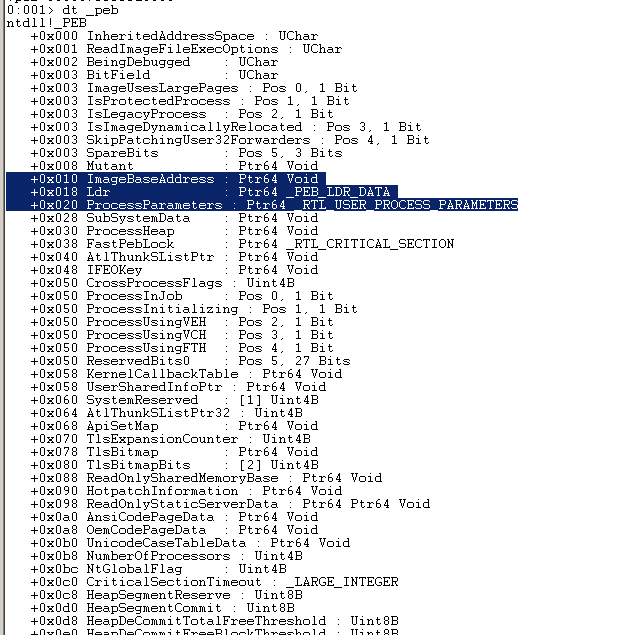 0:001> dt _peb
ntdll!_PEB
+0x000 InheritedAddressSpace : UChar
+0x001 ReadImageFileExecOptions : UChar
+0x002 BeingDebugged : UChar
+0x003 BitField : UChar
+0x003 ImageUsesLargePages : Pos 0, 1 Bit
+0x003 IsProtectedProcess : Pos 1, 1 Bit
+0x003 IsLegacyProcess : Pos 2, 1 Bit
+0x003 IsImageDynamicallyRelocated : Pos 3, 1 Bit
+0x003 SkipPatchingUser32Forwarders : Pos 4, 1 Bit
+0x003 SpareBits : Pos 5, 3 Bits
+0x008 Mutant : Ptr64 Void
+0x010 ImageBaseAddress : Ptr64 Void
+0x018 Ldr : Ptr64 _PEB_LDR_DATA
+0x020 ProcessParameters : Ptr64 _RTL_USER_PROCESS_PARAMETERS
+0x028 SubSystemData : Ptr64 Void
+0x030 ProcessHeap : Ptr64 Void
+0x038 FastPebLock : Ptr64 _RTL_CRITICAL_SECTION
+0x040 AtlThunkSListPtr : Ptr64 Void
+0x048 IFEOKey : Ptr64 Void
+0x050 CrossProcessFlags : Uint4B
+0x050 ProcessInJob : Pos 0, 1 Bit
+0x050 ProcessInitializing : Pos 1, 1 Bit
+0x050 ProcessUsingVEH : Pos 2, 1 Bit
+0x050 ProcessUsingVCH : Pos 3, 1 Bit
+0x050 ProcessUsingFTH : Pos 4, 1 Bit
+0x050 ReservedBits0 : Pos 5, 27 Bits
+0x058 KernelCallbackTable : Ptr64 Void
+0x058 UserSharedInfoPtr : Ptr64 Void
+0x060 SystemReserved : [1] Uint4B
+0x064 AtlThunkSListPtr32 : Uint4B
+0x068 ApiSetMap : Ptr64 Void
+0x070 TlsExpansionCounter : Uint4B
+0x078 TlsBitmap : Ptr64 Void
+0x080 TlsBitmapBits : [2] Uint4B
+0x088 ReadOnlySharedMemoryBase : Ptr64 Void
+0x090 HotpatchInformation : Ptr64 Void
+0x098 ReadOnlyStaticServerData : Ptr64 Ptr64 Void
+0x0a0 AnsiCodePageData : Ptr64 Void
+0x0a8 OemCodePageData : Ptr64 Void
+0x0b0 UnicodeCaseTableData : Ptr64 Void
+0x0b8 NumberOfProcessors : Uint4B
+0x0bc NtGlobalFlag : Uint4B
+0x0c0 CriticalSectionTimeout : _LARGE_INTEGER
+0x0c8 HeapSegmentReserve : Uint8B
+0x0d0 HeapSegmentCommit : Uint8B
+0x0d8 HeapDeCommitTotalFreeThreshold : Uint8B
+0x0e0 HeapDeCommitFreeBlockThreshold : Uint8B